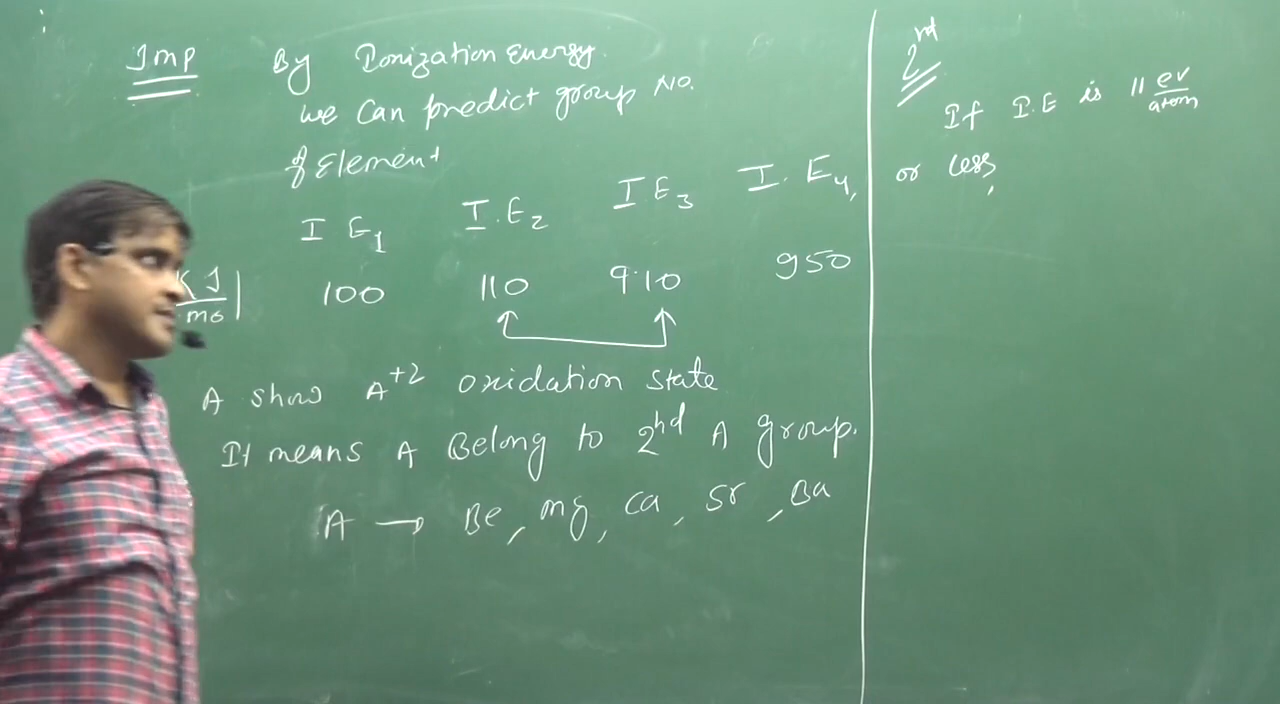 Imp By Ionization Energy.
we can predict group No.
of Element
I E1 I.E2 I E3 I. E4,
KJ/mol 100 110 910 950
A show A+2 oxidation state
It means A Belong to 2nd A group.
A → Be, mg, ca, Sr, Ba
2nd
If I.E is 11 ev/atom
or less,